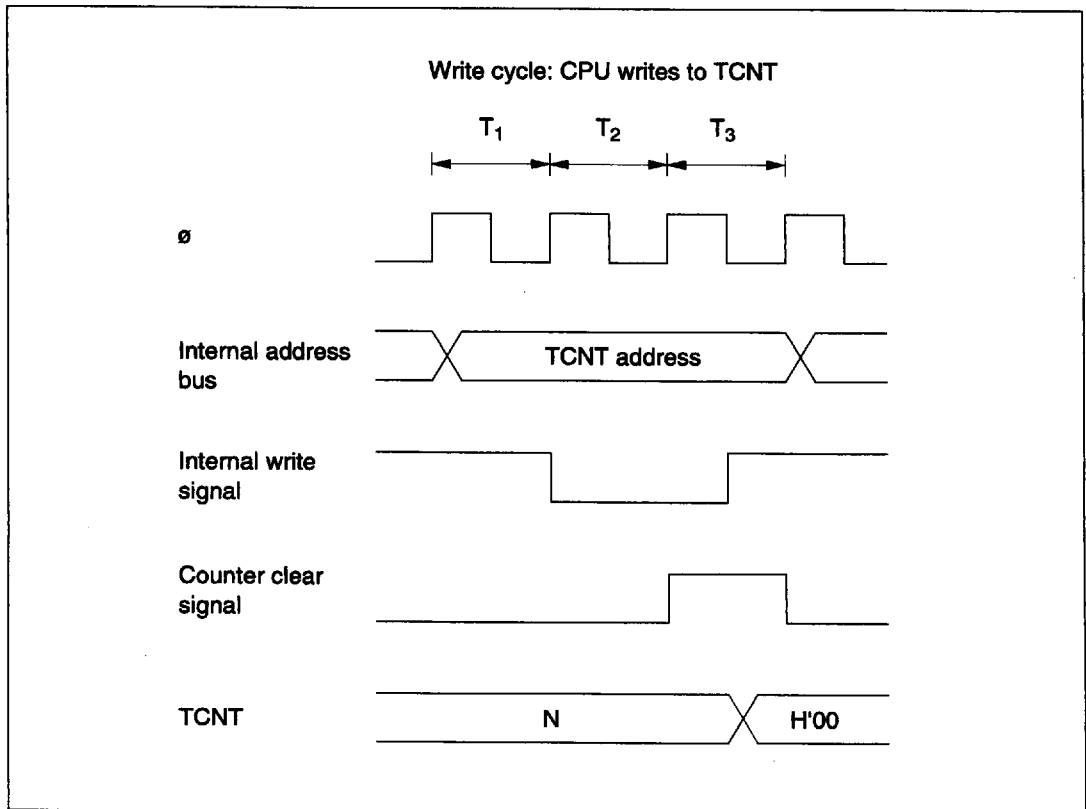 Write cycle: CPU writes to TCNT
T1 T2 T3
ø
Internal address
bus
TCNT address
Internal write
signal
Counter clear
signal
TCNT
N
H'00